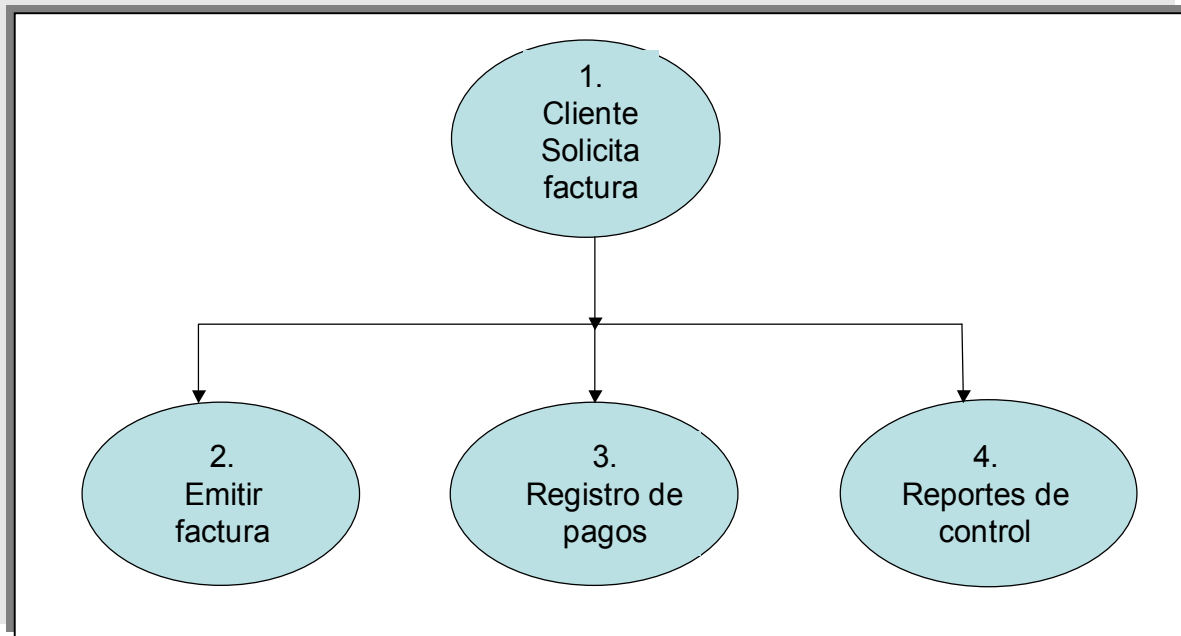 1.
Cliente
Solicita
factura
2.
Emitir
factura
3.
Registro de
pagos
4.
Reportes de
control